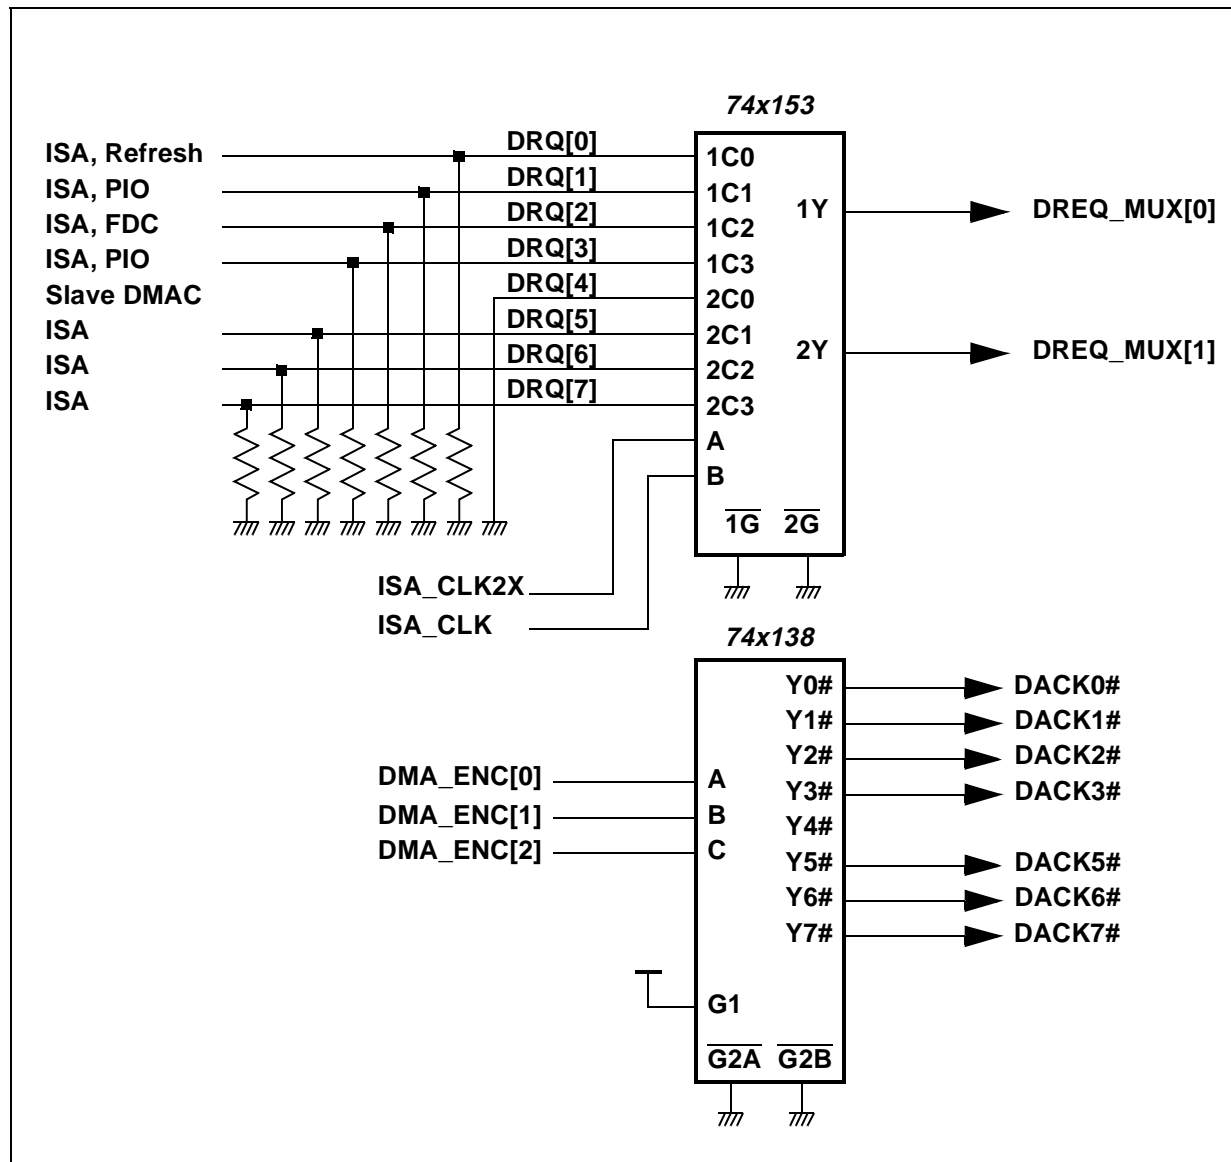 74x153
ISA, Refresh
ISA, PIO
ISA, FDC
ISA, PIO
Slave DMAC
ISA
ISA
ISA
DRQ[0]
DRQ[1]
DRQ[2]
DRQ[3]
DRQ[4]
DRQ[5]
DRQ[6]
DRQ[7]
1C0
1C1
1C2
1C3
2C0
2C1
2C2
2C3
A
B
1Y
2Y
1G 2G
DREQ_MUX[0]
DREQ_MUX[1]
ISA_CLK2X
ISA_CLK
74x138
DMA_ENC[0]
DMA_ENC[1]
DMA_ENC[2]
A
B
C
G1
G2A G2B
Y0#
Y1#
Y2#
Y3#
Y4#
Y5#
Y6#
Y7#
DACK0#
DACK1#
DACK2#
DACK3#
DACK5#
DACK6#
DACK7#